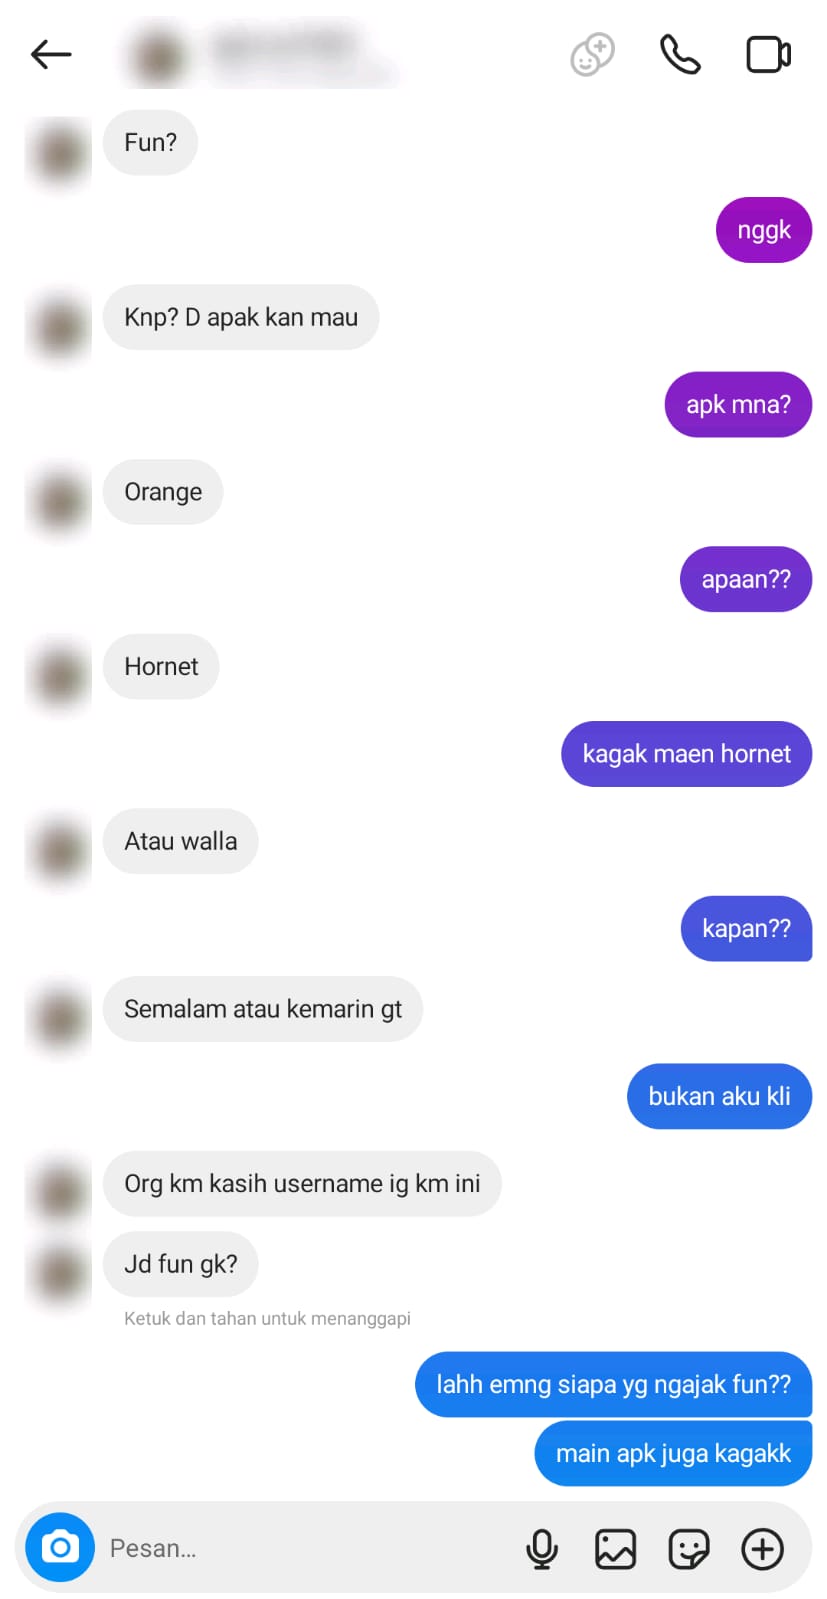 Fun?
nggk
Knp? D apak kan mau
apk mna?
Orange
apaan??
Hornet
kagak maen hornet
Atau walla
kapan??
Semalam atau kemarin gt
bukan aku kli
Org km kasih username ig km ini
Jd fun gk?
Ketuk dan tahan untuk menanggapi
lahh emng siapa yg ngajak fun??
main apk juga kagakk
Pesan...